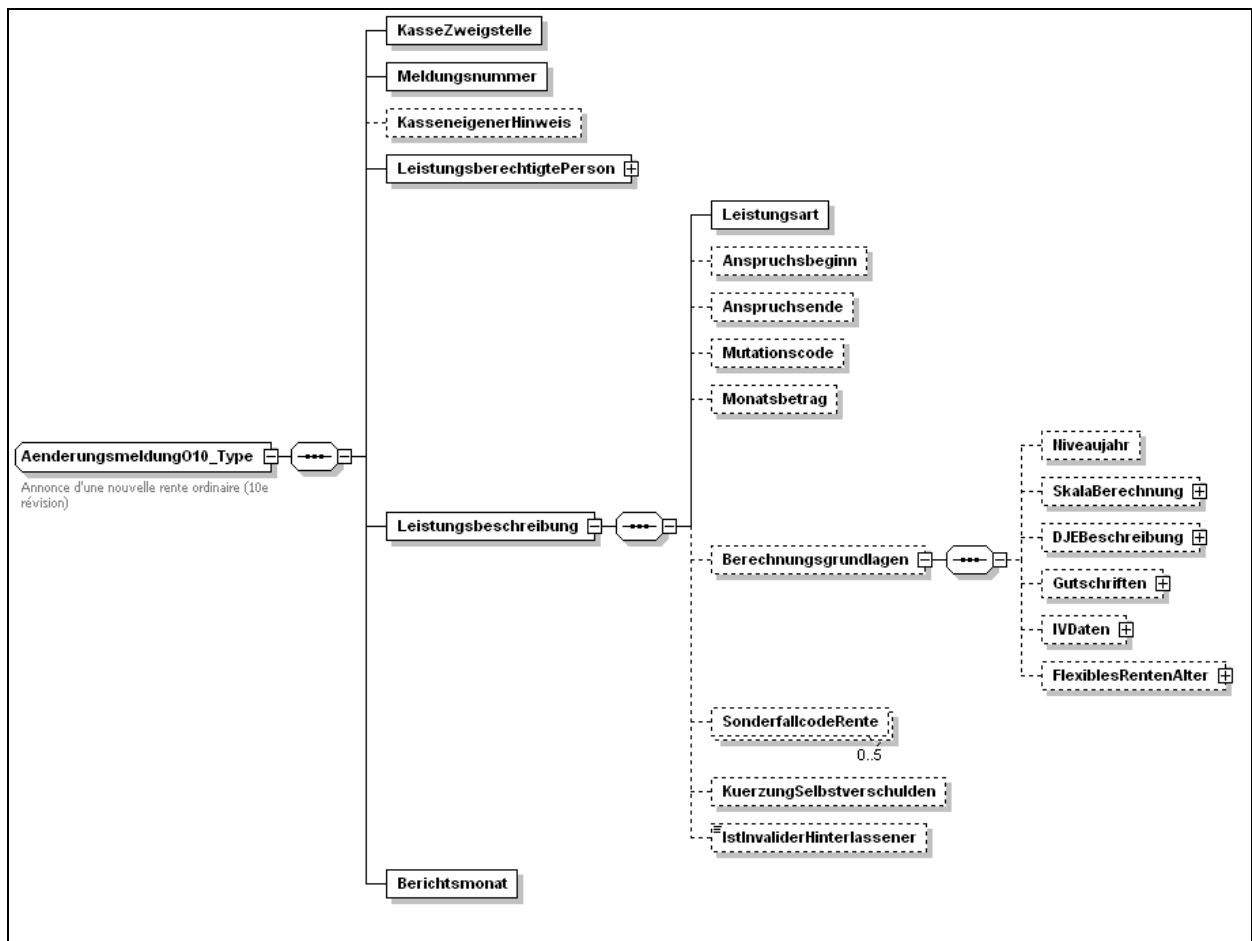 KasseZweigstelle
Meldungsnummer
KasseneigenerHinweis
LeistungsberechtigtePerson
Leistungsart
Anspruchsbeginn
Anspruchsende
Mutationscode
Monatsbetrag
AenderungsmeldungO10_Type
Annonce d'une nouvelle rente ordinaire (10e
révision)
Leistungsbeschreibung
Berechnungsgrundlagen
Niveaujahr
SkalaBerechnung
DJEBeschreibung
Gutschriften
IVDaten
FlexiblesRentenAlter
SonderfallcodeRente
0..5
KuerzungSelbstverschulden
IstInvaliderHinterlassener
Berichtsmonat